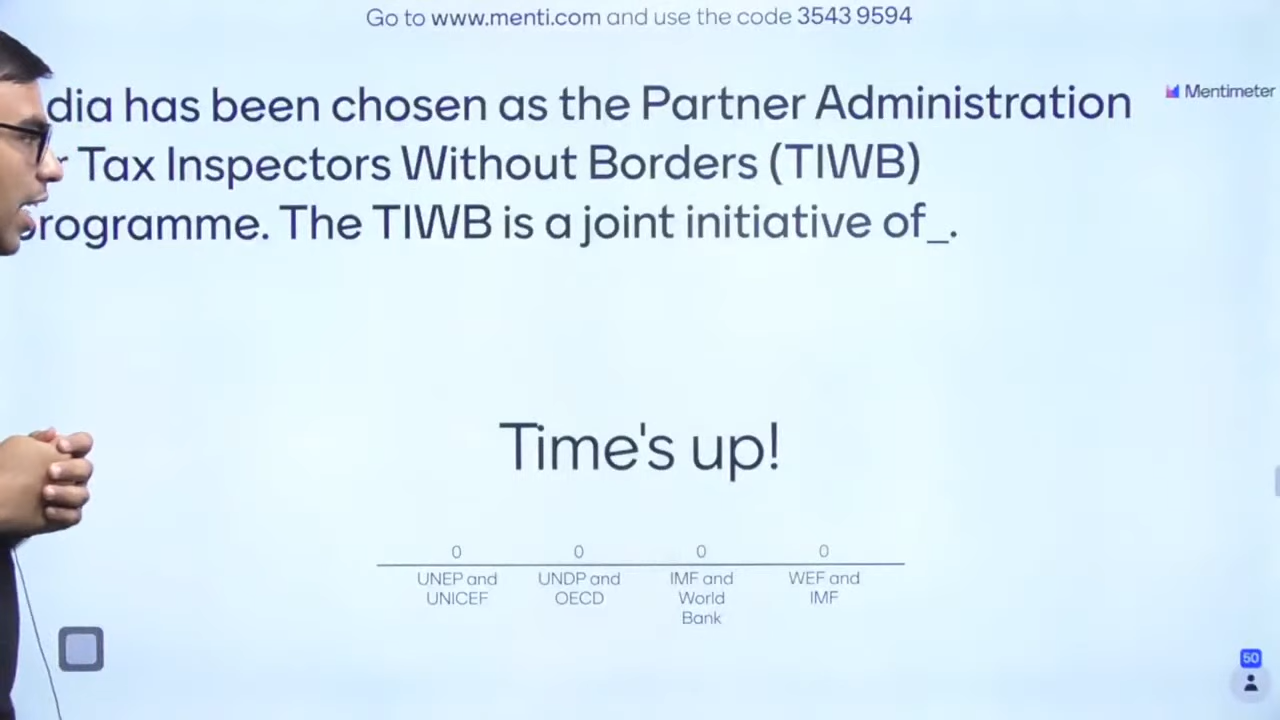 Go to www.menti.com and use the code 3543 9594
dia has been chosen as the Partner Administration
Mentimeter
r Tax Inspectors Without Borders (TIWB)
rogramme. The TIWB is a joint initiative of_.
Time's up!
0 0 0 0
UNEP and UNDP and IMF and WEF and
UNICEF OECD World IMF
Bank
50